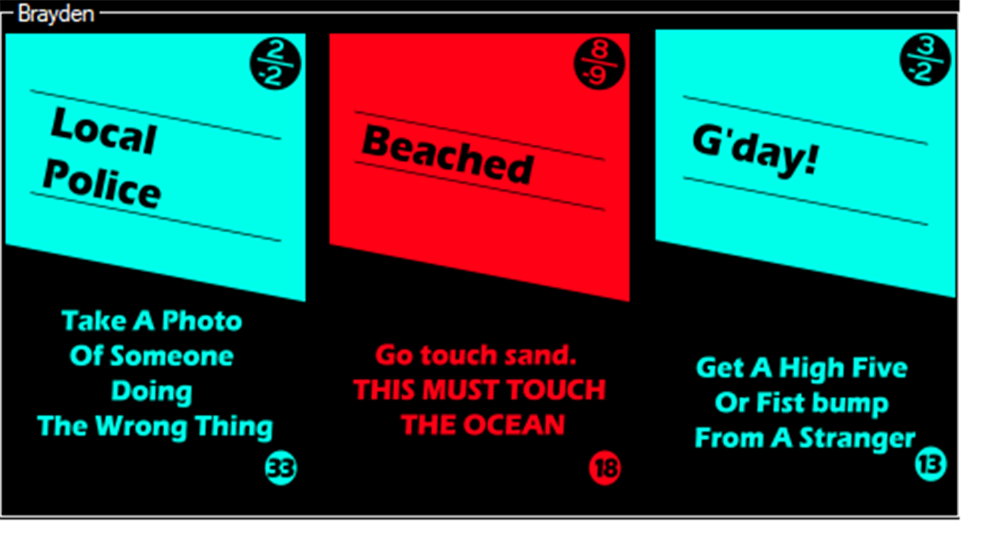 Brayden
2
-2
Local
Police
Take A Photo
Of Someone
Doing
The Wrong Thing
33
8
-9
Beached
Go touch sand.
THIS MUST TOUCH
THE OCEAN
18
3
-2
G'day!
Get A High Five
Or Fist bump
From A Stranger
13